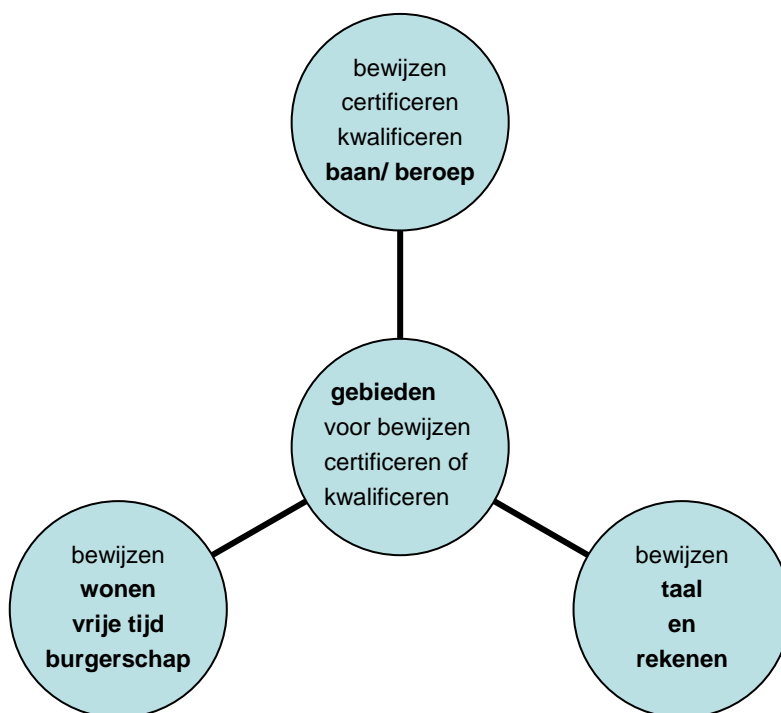 bewijzen
certificeren
kwalificeren
baan/ beroep
gebieden
voor bewijzen
certificeren of
kwalificeren
bewijzen
wonen
vrije tijd
burgerschap
bewijzen
taal
en
rekenen